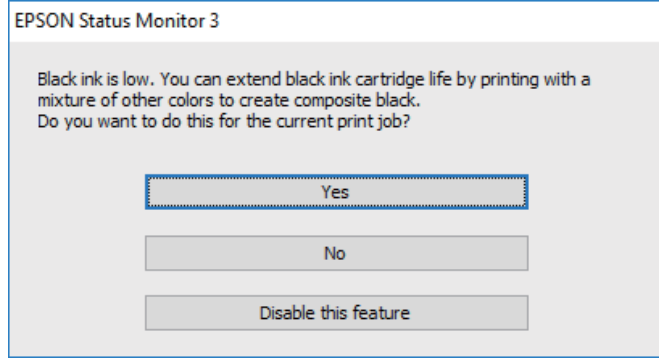 EPSON Status Monitor 3
Black ink is low. You can extend black ink cartridge life by printing with a
mixture of other colors to create composite black.
Do you want to do this for the current print job?
Yes
No
Disable this feature